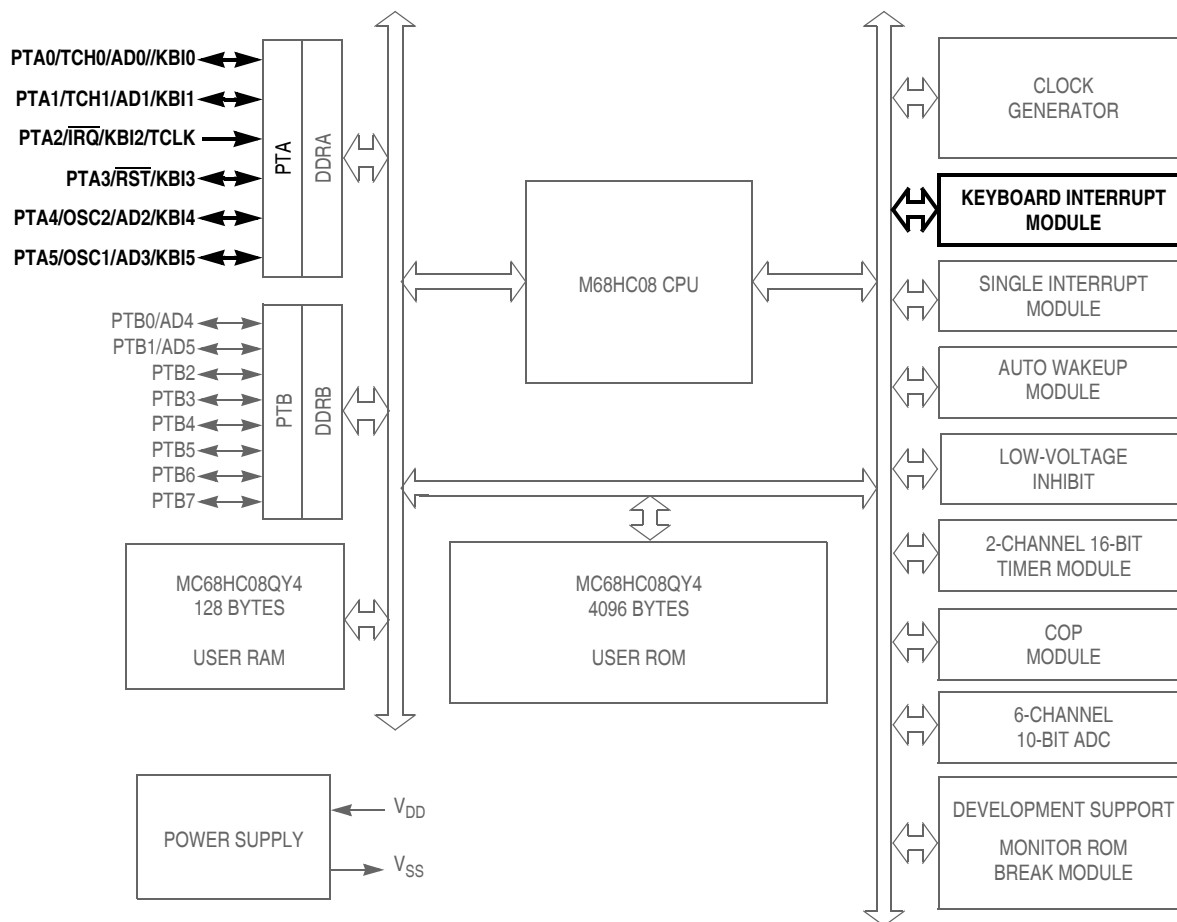 PTA0/TCH0/AD0//KBI0
PTA1/TCH1/AD1/KBI1
PTA2/IRQ/KBI2/TCLK
PTA3/RST/KBI3
PTA4/OSC2/AD2/KBI4
PTA5/OSC1/AD3/KBI5
PTA
DDRA
PTB0/AD4
PTB1/AD5
PTB2
PTB3
PTB4
PTB5
PTB6
PTB7
PTB
DDRB
M68HC08 CPU
MC68HC08QY4
128 BYTES
USER RAM
MC68HC08QY4
4096 BYTES
USER ROM
POWER SUPPLY
VDD
VSS
CLOCK
GENERATOR
KEYBOARD INTERRUPT
MODULE
SINGLE INTERRUPT
MODULE
AUTO WAKEUP
MODULE
LOW-VOLTAGE
INHIBIT
2-CHANNEL 16-BIT
TIMER MODULE
COP
MODULE
6-CHANNEL
10-BIT ADC
DEVELOPMENT SUPPORT
MONITOR ROM
BREAK MODULE